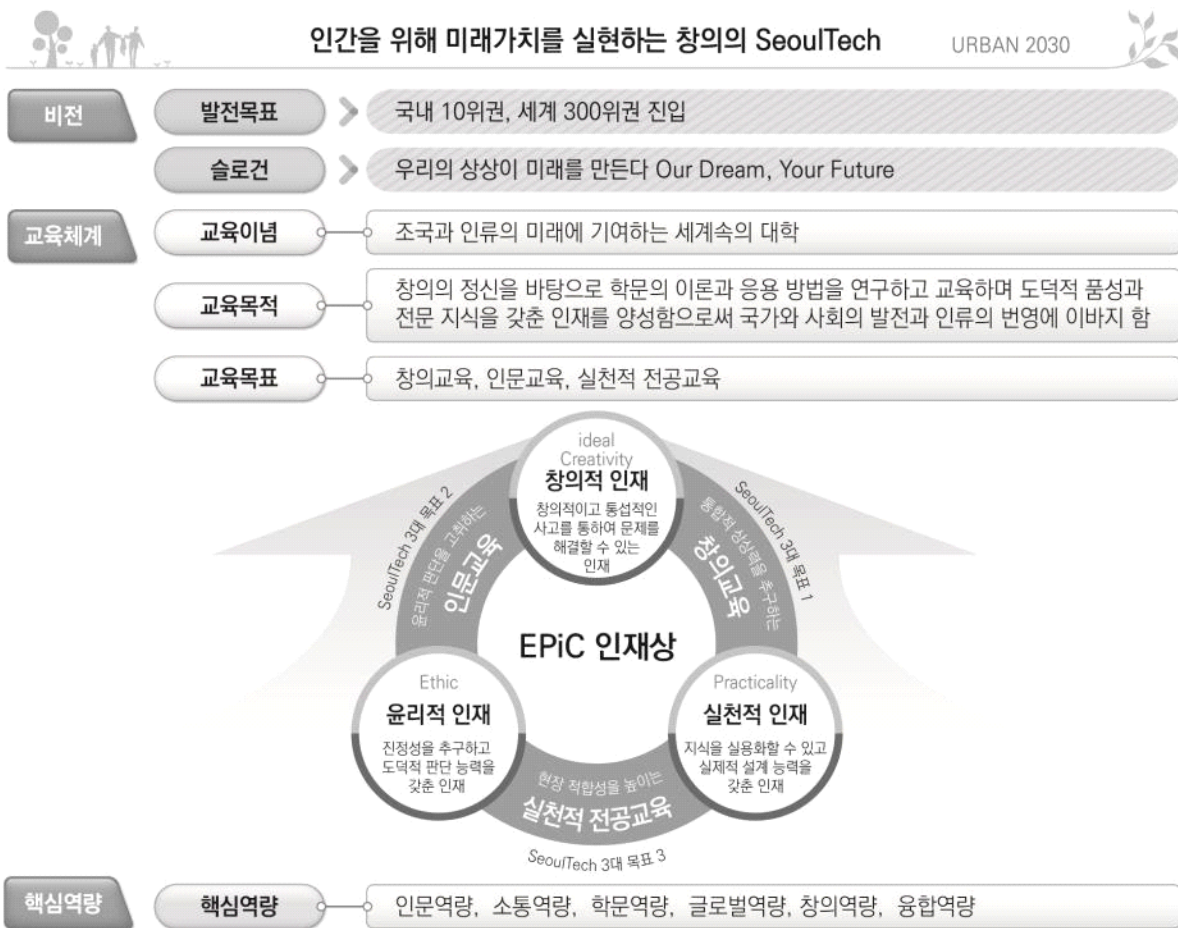 인간을 위해 미래가치를 실현하는 창의의 SeoulTech URBAN 2030
비전
발전목표
국내 10위권, 세계 300위권 진입
슬로건
우리의 상상이 미래를 만든다 Our Dream, Your Future
교육체계
교육이념
조국과 인류의 미래에 기여하는 세계속의 대학
교육목적
창의의 정신을 바탕으로 학문의 이론과 응용 방법을 연구하고 교육하며 도덕적 품성과
전문 지식을 갖춘 인재를 양성함으로써 국가와 사회의 발전과 인류의 번영에 이바지 함
교육목표
창의교육, 인문교육, 실천적 전공교육
ideal
Creativity
창의적 인재
창의적이고 통섭적인
사고를 통하여 문제를
해결할 수 있는
인재
SeoulTech 3대 목표 2
윤리적 판단을 고취하는
인문교육
SeoulTech 3대 목표 1
통합적 상상력을 추구하는
창의교육
EPiC 인재상
Ethic
윤리적 인재
진정성을 추구하고
도덕적 판단 능력을
갖춘 인재
Practicality
실천적 인재
지식을 실용화할 수 있고
실제적 설계 능력을
갖춘 인재
현장 적합성을 높이는
실천적 전공교육
SeoulTech 3대 목표 3
핵심역량
핵심역량
인문역량, 소통역량, 학문역량, 글로벌역량, 창의역량, 융합역량